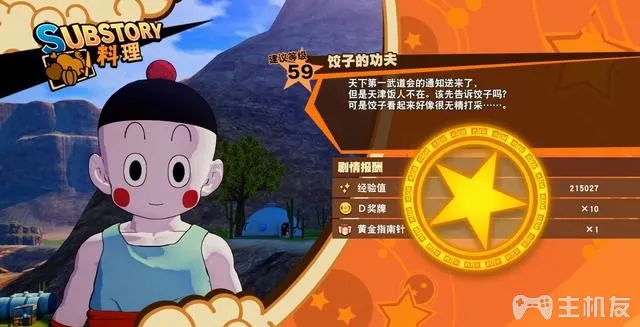 SUBSTORY
料理
建议等级
59
饺子的功夫
天下第一武道会的通知送来了，
但是天津饭人不在。该先告诉饺子吗？
可是饺子看起来好像很无精打采……。
剧情报酬
经验值 215027
D奖牌 ×10
黄金指南针 ×1
主机友